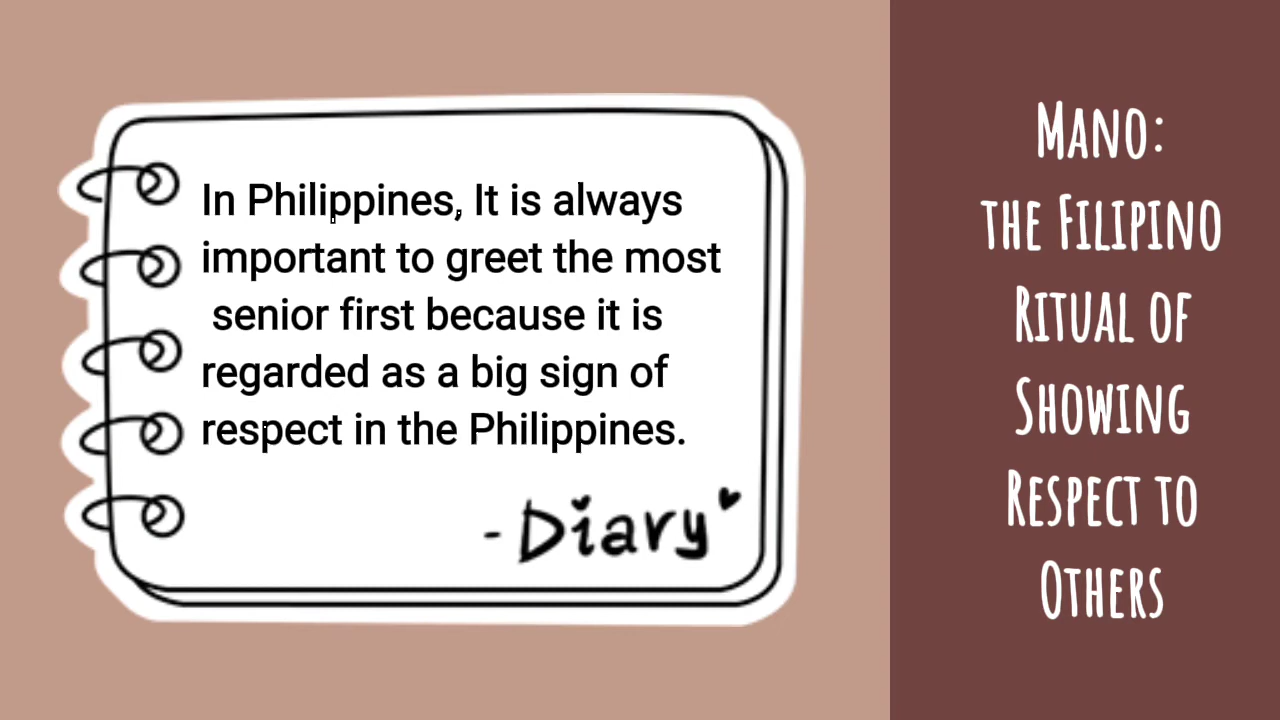 In Philippines, It is always
important to greet the most
senior first because it is
regarded as a big sign of
respect in the Philippines.
- Diary
Mano:
the Filipino
Ritual of
Showing
Respect to
Others